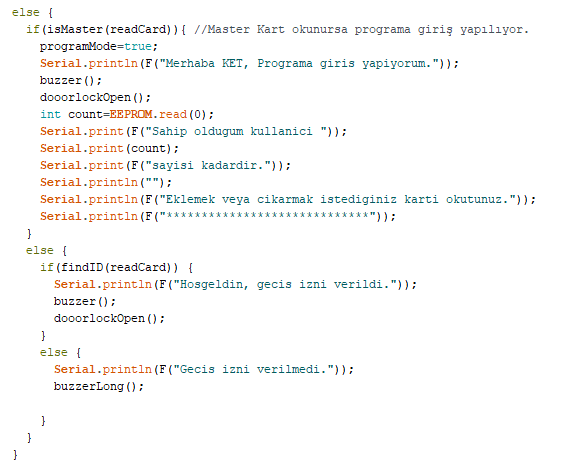 else {
  if(isMaster(readCard)){ //Master Kart okunursa programa giriş yapılıyor.
    programMode=true;
    Serial.println(F("Merhaba KET, Programa giris yapiyorum."));
    buzzer();
    dooorlockOpen();
    int count=EEPROM.read(0);
    Serial.print(F("Sahip oldugum kullanici "));
    Serial.print(count);
    Serial.print(F("sayisi kadardir."));
    Serial.println("");
    Serial.println(F("Eklemek veya cikarmak istediginiz karti okutunuz."));
    Serial.println(F("*****************************"));
  }
  else {
    if(findID(readCard)) {
      Serial.println(F("Hosgeldin, gecis izni verildi."));
      buzzer();
      dooorlockOpen();
    }
    else {
      Serial.println(F("Gecis izni verilmedi."));
      buzzerLong();

    }
  }
}